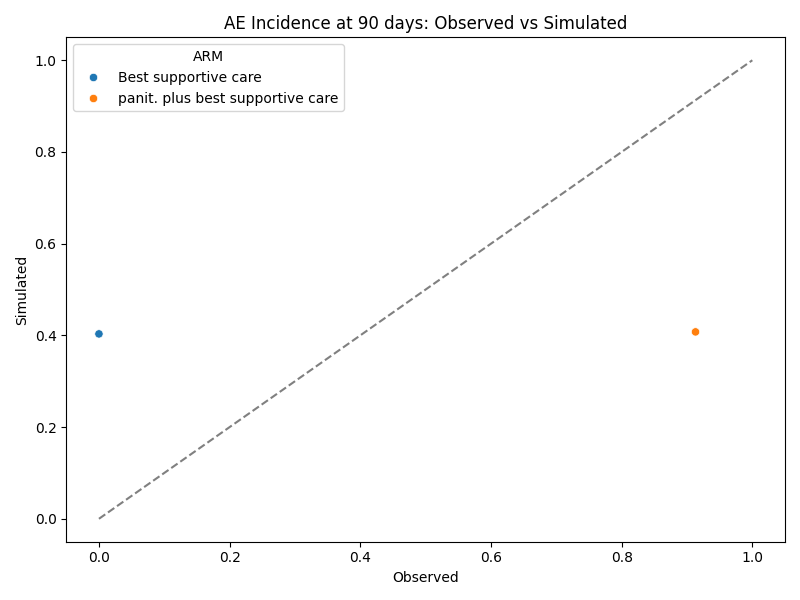 AE Incidence at 90 days: Observed vs Simulated
ARM
Best supportive care
panit. plus best supportive care
1.0
0.8
0.6
0.4
0.2
0.0
Simulated
0.0 0.2 0.4 0.6 0.8 1.0
Observed